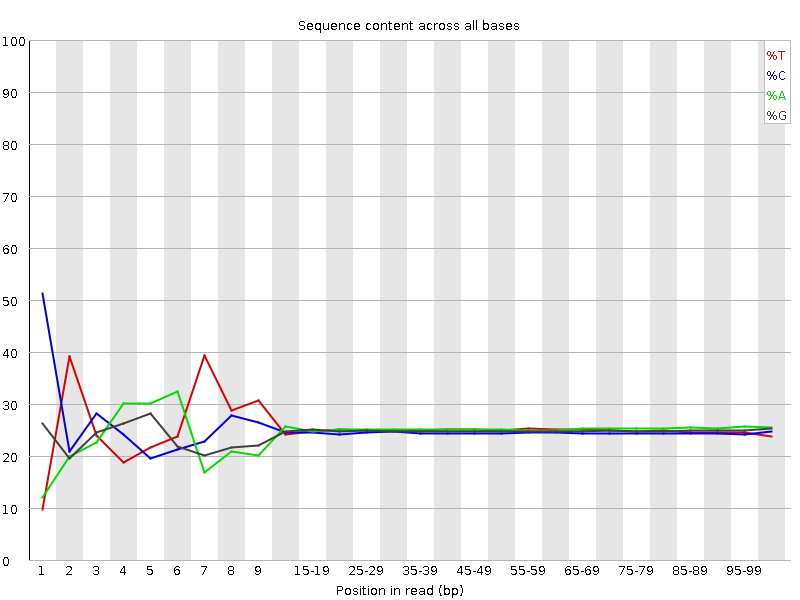 Sequence content across all bases
100
90
80
70
60
50
40
30
20
10
0
%T
%C
%A
%G
1 2 3 4 5 6 7 8 9 15-19 25-29 35-39 45-49 55-59 65-69 75-79 85-89 95-99
Position in read (bp)